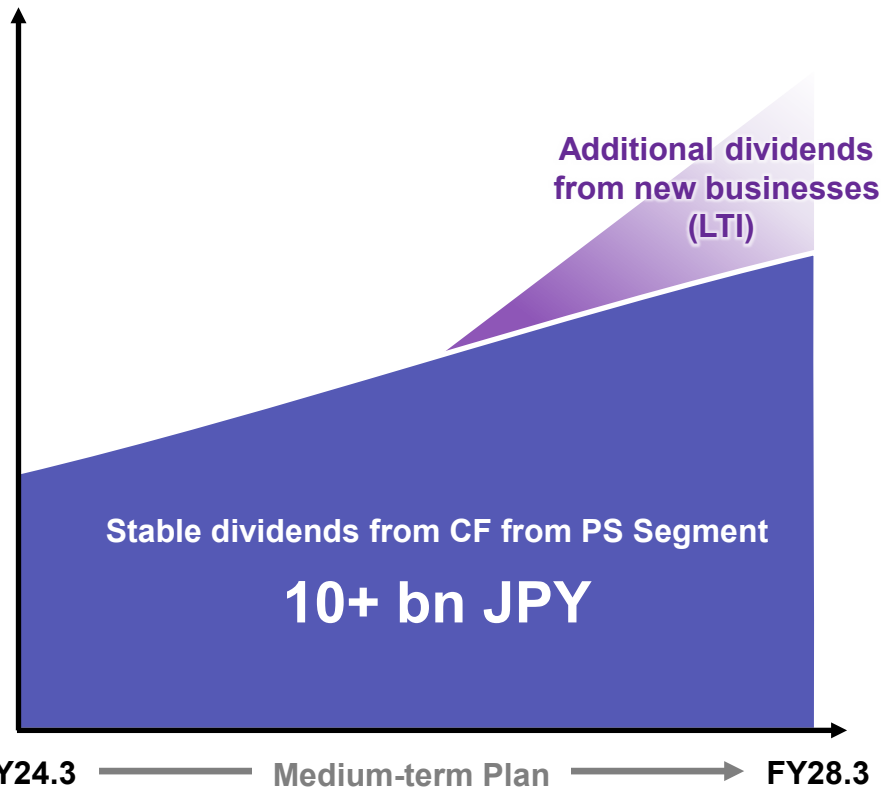 Additional dividends
from new businesses
(LTI)
Stable dividends from CF from PS Segment
10+ bn JPY
Y24.3
Medium-term Plan
FY28.3